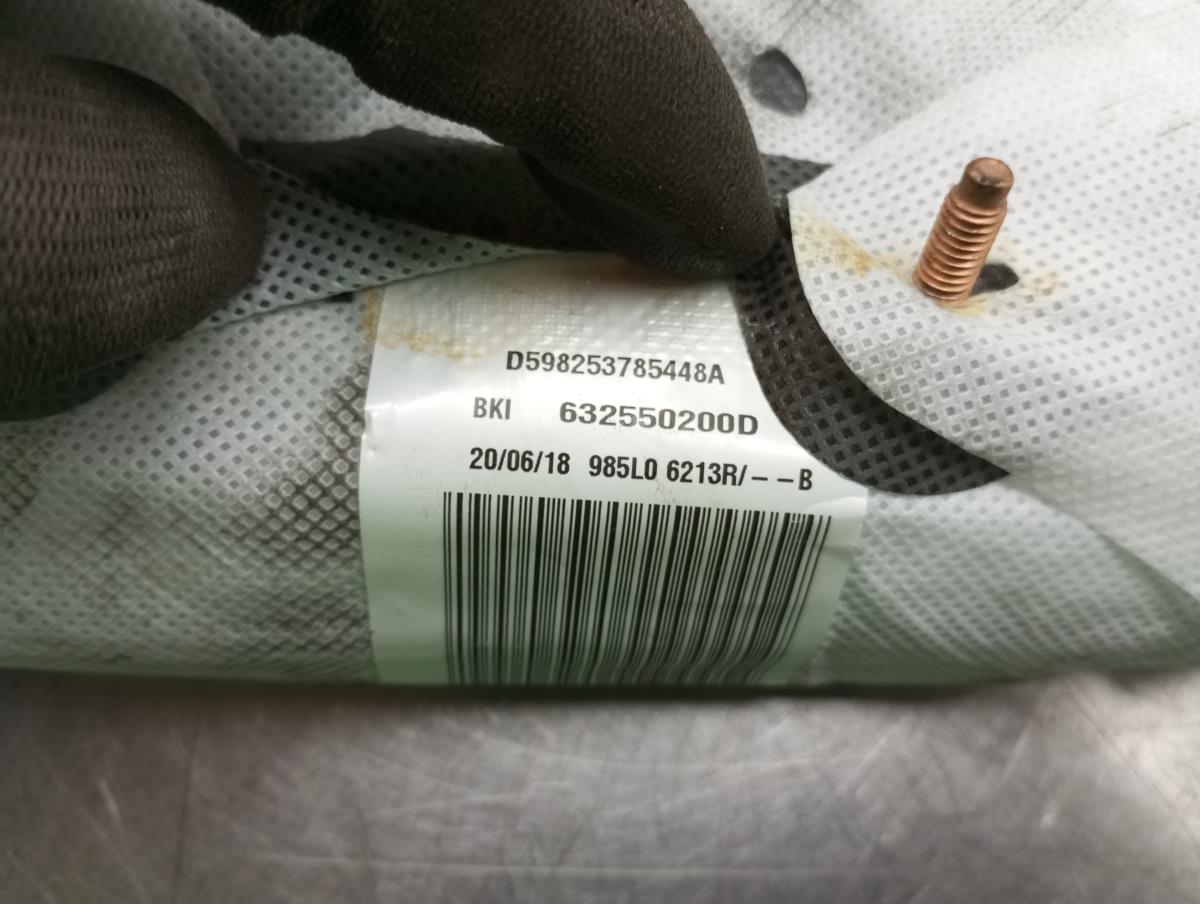 D598253785448A
BKI 632550200D
20/06/18 985L0 6213R/- -B